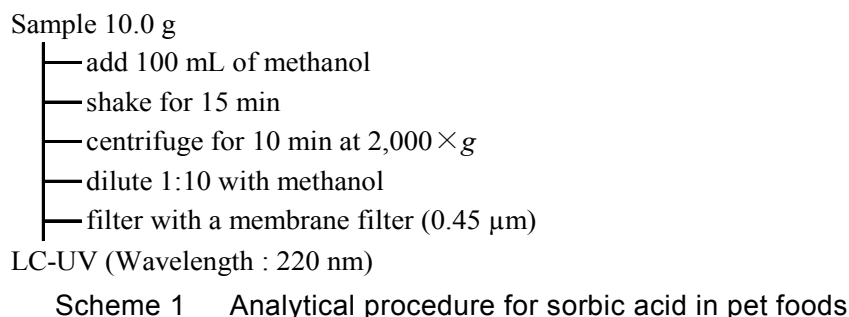 Sample 10.0 g
add 100 mL of methanol
shake for 15 min
centrifuge for 10 min at 2,000×g
dilute 1:10 with methanol
filter with a membrane filter (0.45 µm)
LC-UV (Wavelength : 220 nm)
Scheme 1 Analytical procedure for sorbic acid in pet foods